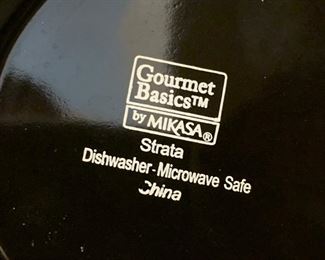 Gourmet
Basics™
by MIKASA®
Strata
Dishwasher-Microwave Safe
China